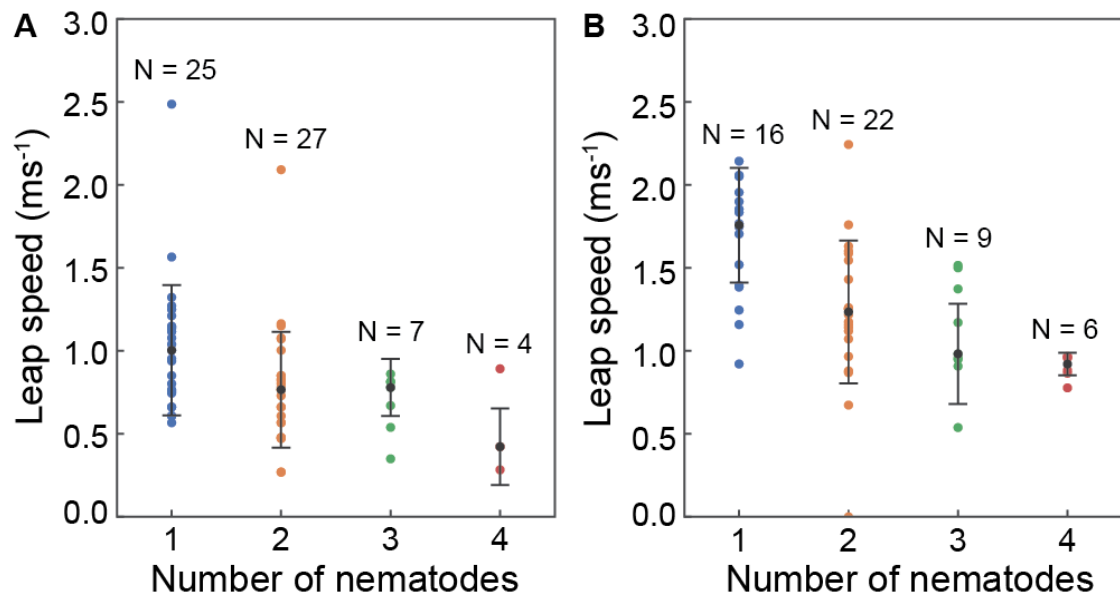 A
Leap speed (ms⁻¹)
3.0
2.5
2.0
1.5
1.0
0.5
0.0
N = 25
N = 27
N = 7
N = 4
1 2 3 4
Number of nematodes
B
Leap speed (ms⁻¹)
3.0
2.5
2.0
1.5
1.0
0.5
0.0
N = 16
N = 22
N = 9
N = 6
1 2 3 4
Number of nematodes